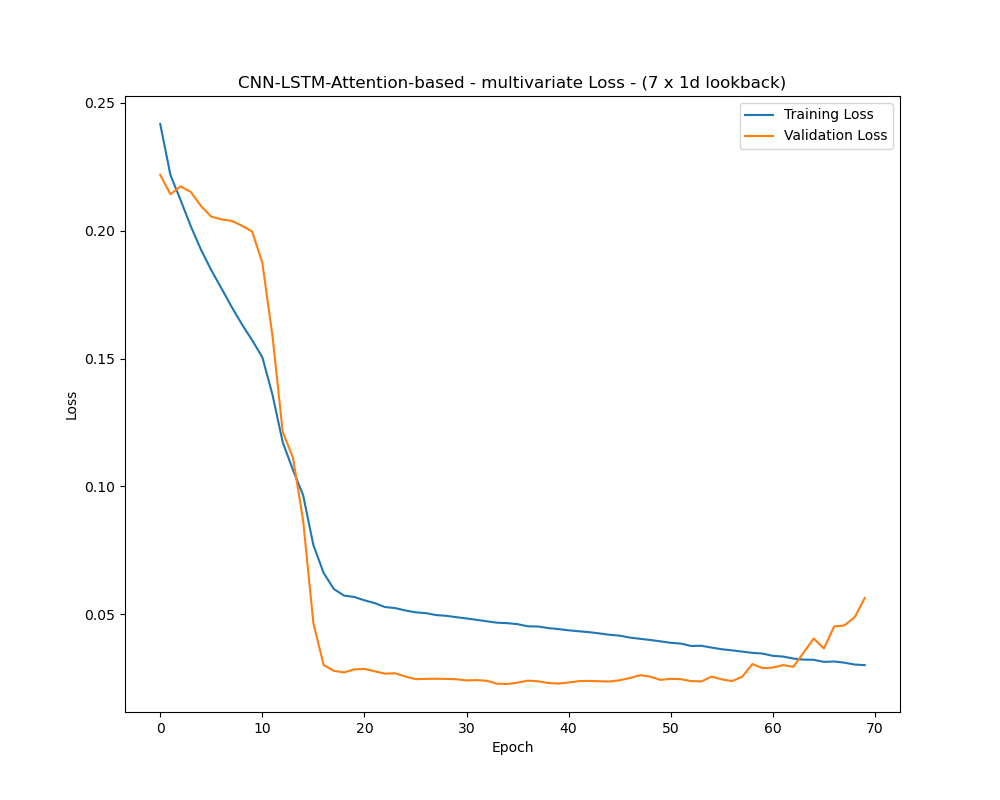 CNN-LSTM-Attention-based - multivariate Loss - (7 x 1d lookback)
Training Loss
Validation Loss
0.25
0.20
0.15
0.10
0.05
Loss
0 10 20 30 40 50 60 70
Epoch